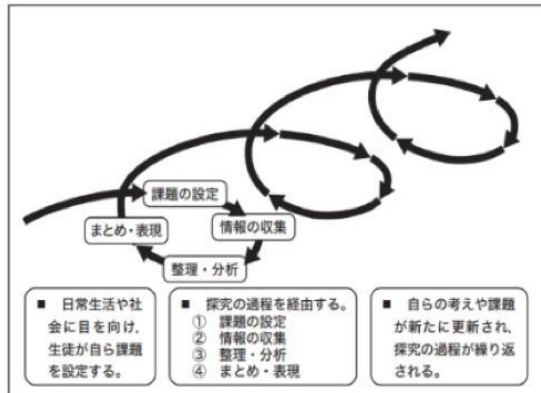 課題の設定
まとめ・表現
情報の収集
整理・分析
■ 日常生活や社
会に目を向け、
生徒が自ら課題
を設定する。
■ 探究の過程を経由する。
① 課題の設定
② 情報の収集
③ 整理・分析
④ まとめ・表現
■ 自らの考えや課題
が新たに更新され、
探究の過程が繰り返
される。